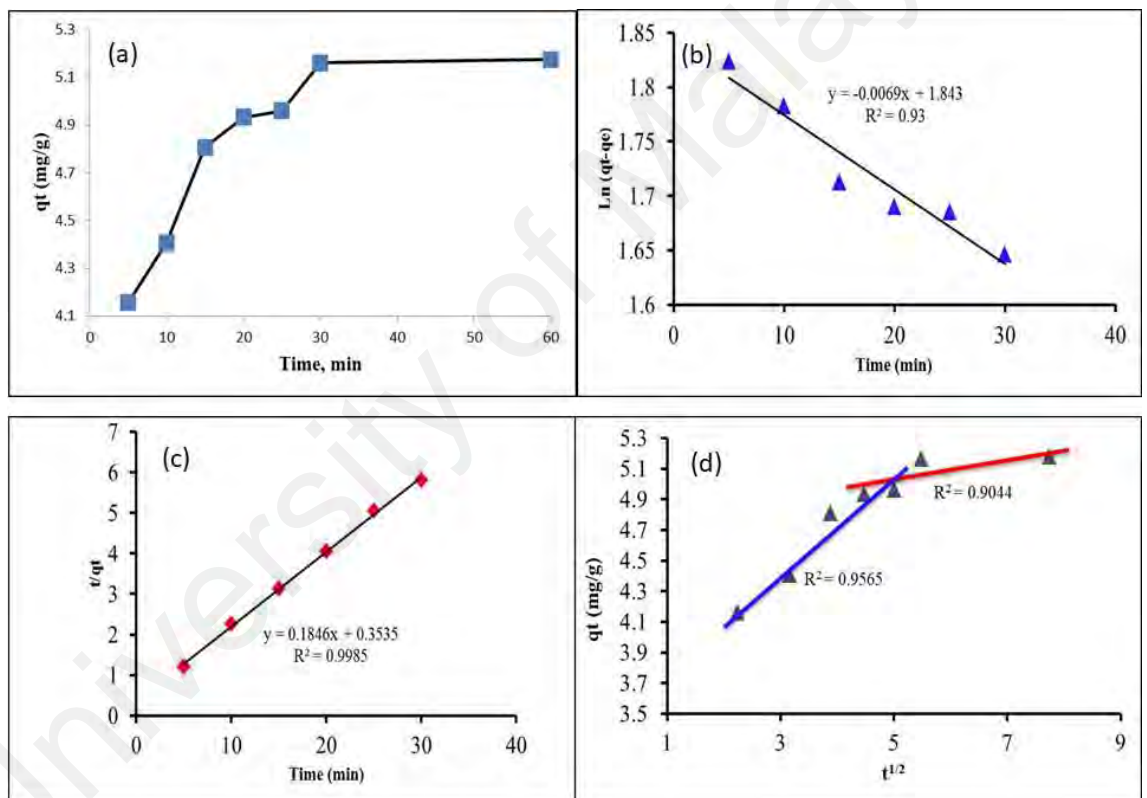 (a)
qt (mg/g)
5.3
5.1
4.9
4.7
4.5
4.3
4.1
0 10 20 30 40 50 60
Time, min
(b)
Ln (qt-qe)
1.85
1.8
1.75
1.7
1.65
1.6
y = -0.0069x + 1.843
R² = 0.93
0 10 20 30 40
Time (min)
(c)
t/qt
7
6
5
4
3
2
1
0
y = 0.1846x + 0.3535
R² = 0.9985
0 10 20 30 40
Time (min)
(d)
qt (mg/g)
5.3
5.1
4.9
4.7
4.5
4.3
4.1
3.9
3.7
3.5
R² = 0.9044
R² = 0.9565
1 3 5 7 9
t^1/2
University of Malay